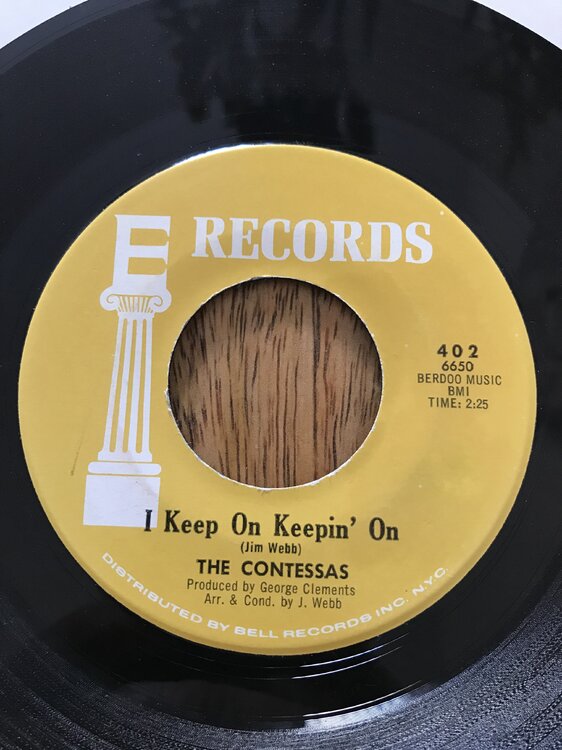 E RECORDS
402
6650
BERDOO MUSIC
BMI
TIME: 2:25
I Keep On Keepin' On
(Jim Webb)
THE CONTESSAS
Produced by George Clements
Arr. & Cond. by J. Webb
DISTRIBUTED BY BELL RECORDS INC. N.Y.C.